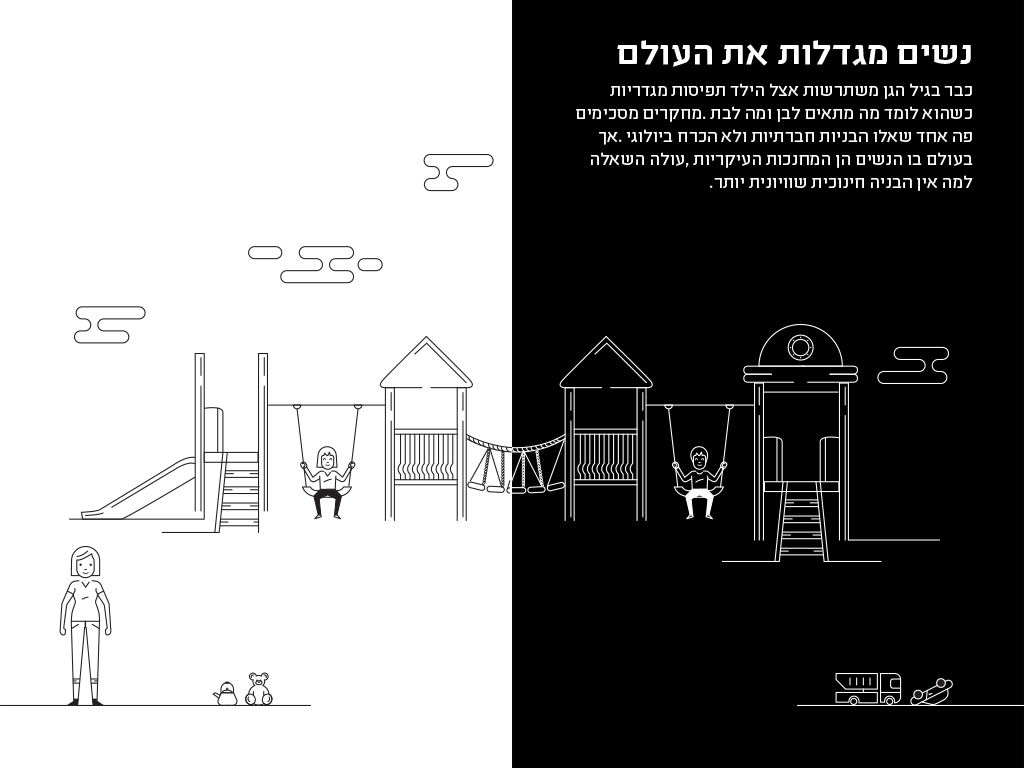 נשים מגדלות את העולם
כבר בגיל הגן משתרשות אצל הילד תפיסות מגדריות
כשהוא לומד מה מתאים לבן ומה לבת .מחקרים מסכימים
פה אחד שאלו הבניות חברתיות ולא הכרח ביולוגי .אך
בעולם בו הנשים הן המחנכות העיקריות ,עולה השאלה
למה אין הבניה חינוכית שוויונית יותר.